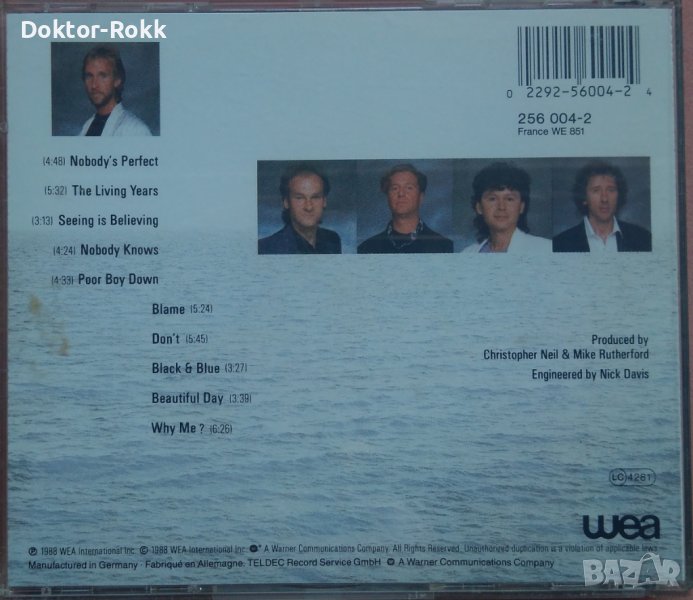 Doktor-Rokk
0 2292-56004-2 4
256 004-2
France WE 851
(4:48) Nobody's Perfect
(5:32) The Living Years
(3:13) Seeing is Believing
(4:24) Nobody Knows
(4:33) Poor Boy Down
Blame (5:24)
Don't (5:45)
Black & Blue (3:27)
Beautiful Day (3:39)
Why Me? (6:26)
Produced by
Christopher Neil & Mike Rutherford
Engineered by Nick Davis
LC 4281
wea
℗ 1988 WEA International Inc. © 1988 WEA International Inc. A Warner Communications Company. All Rights Reserved. Unauthorized duplication is a violation of applicable laws.
Manufactured in Germany · Fabriqué en Allemagne. TELDEC Record Service GmbH A Warner Communications Company
BAZAR